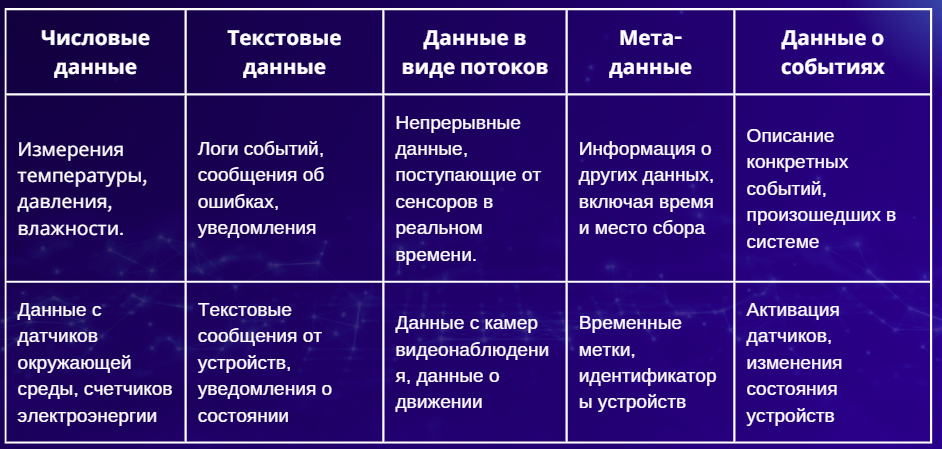 Числовые
данные
Текстовые
данные
Данные в
виде потоков
Мета-
данные
Данные о
событиях
Измерения
температуры,
давления,
влажности.
Логи событий,
сообщения об
ошибках,
уведомления
Непрерывные
данные,
поступающие от
сенсоров в
реальном
времени.
Информация о
других данных,
включая время
и место сбора
Описание
конкретных
событий,
произошедших в
системе
Данные с
датчиков
окружающей
среды, счетчиков
электроэнергии
Текстовые
сообщения от
устройств,
уведомления о
состоянии
Данные с камер
видеонаблюдени
я, данные о
движении
Временные
метки,
идентификатор
ы устройств
Активация
датчиков,
изменения
состояния
устройств